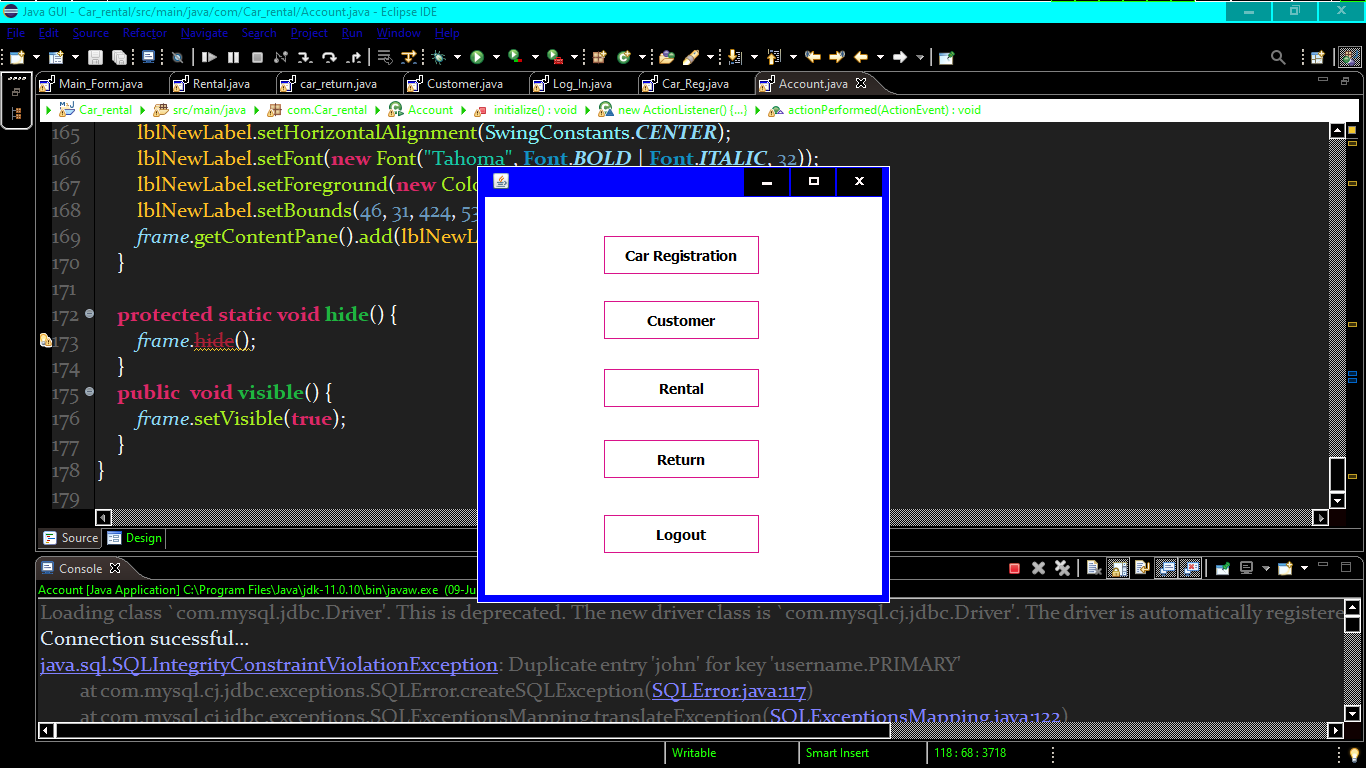 Java GUI - Car_rental/src/main/java/com/Car_rental/Account.java - Eclipse IDE
File Edit Source Refactor Navigate Search Project Run Window Help
Main_Form.java Rental.java car_return.java Customer.java Log_In.java Car_Reg.java Account.java
Car_rental src/main/java com.Car_rental Account initialize() : void new ActionListener() {...} actionPerformed(ActionEvent) : void
165 lblNewLabel.setHorizontalAlignment(SwingConstants.CENTER);
166 lblNewLabel.setFont(new Font("Tahoma", Font.BOLD | Font.ITALIC, 32));
167 lblNewLabel.setForeground(new Colo
168 lblNewLabel.setBounds(46, 31, 424, 53
169 frame.getContentPane().add(lblNewL
170 }
171
172 protected static void hide() {
173 frame.hide();
174 }
175 public void visible() {
176 frame.setVisible(true);
177 }
178 }
179
Car Registration
Customer
Rental
Return
Logout
Source Design
Console
Account [Java Application] C:\Program Files\Java\jdk-11.0.10\bin\javaw.exe (09-Ju
Loading class `com.mysql.jdbc.Driver'. This is deprecated. The new driver class is `com.mysql.cj.jdbc.Driver'. The driver is automatically registere
Connection sucessful...
java.sql.SQLIntegrityConstraintViolationException: Duplicate entry 'john' for key 'username.PRIMARY'
at com.mysql.cj.jdbc.exceptions.SQLError.createSQLException(SQLError.java:117)
at com.mysql.cj.jdbc.exceptions.SQLExceptionsMapping.translateException(SQLExceptionsMapping.java:122)
Writable Smart Insert 118 : 68 : 3718